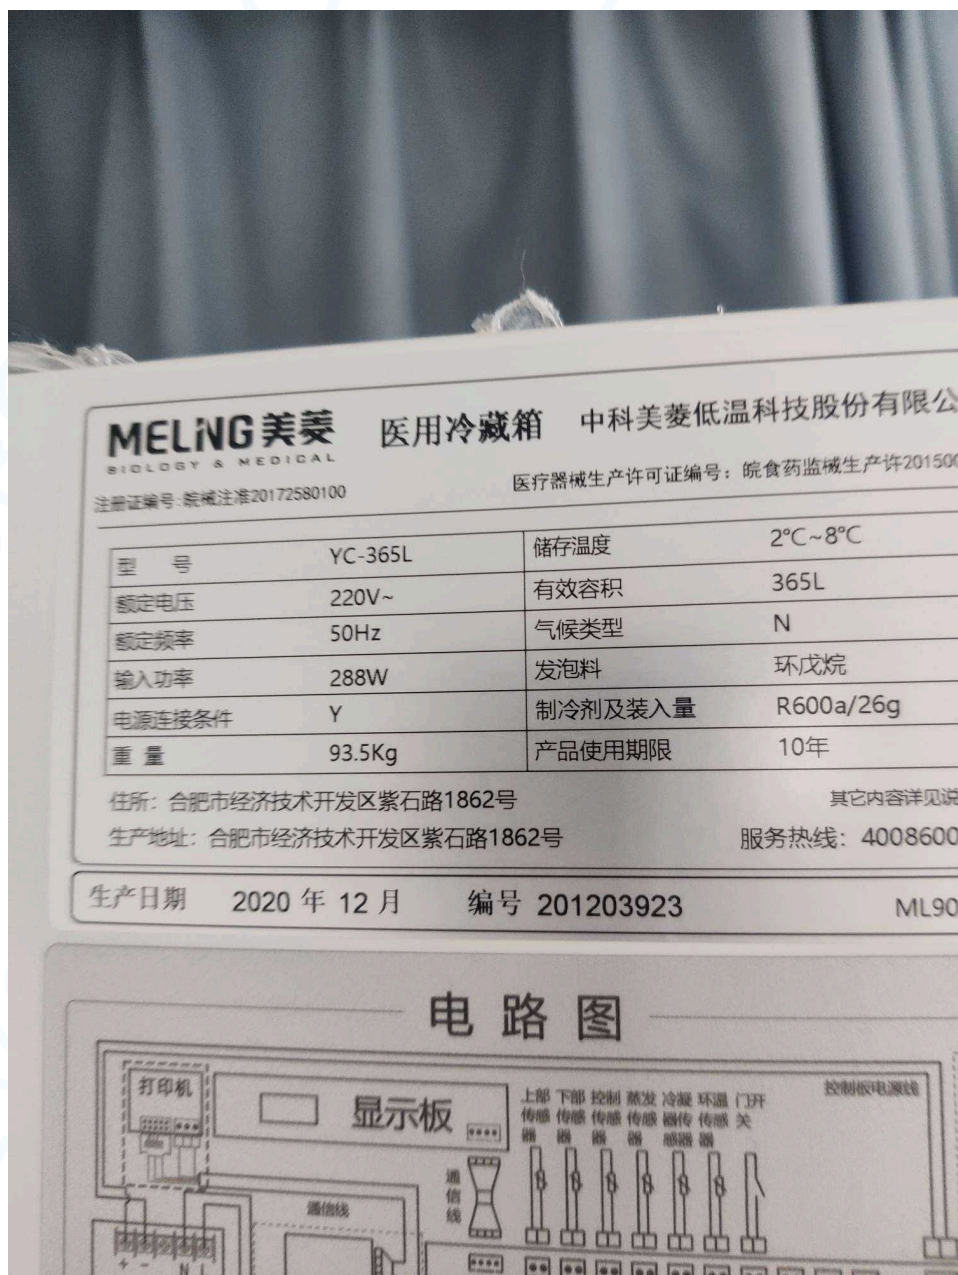 MELING美菱 医用冷藏箱 中科美菱低温科技股份有限公
BIOLOGY & MEDICAL
注册证编号:皖械注准20172580100 医疗器械生产许可证编号：皖食药监械生产许201500
型 号 YC-365L 储存温度 2℃~8℃
额定电压 220V~ 有效容积 365L
额定频率 50Hz 气候类型 N
输入功率 288W 发泡料 环戊烷
电源连接条件 Y 制冷剂及装入量 R600a/26g
重 量 93.5Kg 产品使用期限 10年
住所：合肥市经济技术开发区紫石路1862号 其它内容详见说
生产地址：合肥市经济技术开发区紫石路1862号 服务热线：4008600
生产日期 2020 年 12 月 编号 201203923 ML90
电路图
打印机
显示板
上部传感器
下部传感器
控制传感器
蒸发传感器
冷凝器传感器
环温传感器
门开关
控制板电源线
通信线
通信线
+ - N L